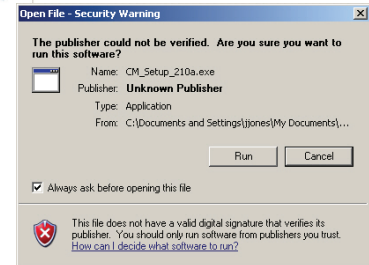 Open File - Security Warning
The publisher could not be verified. Are you sure you want to
run this software?
Name: CM_Setup_210a.exe
Publisher: Unknown Publisher
Type: Application
From: C:\Documents and Settings\jjones\My Documents\...
Run Cancel
Always ask before opening this file
This file does not have a valid digital signature that verifies its
publisher. You should only run software from publishers you trust.
How can I decide what software to run?